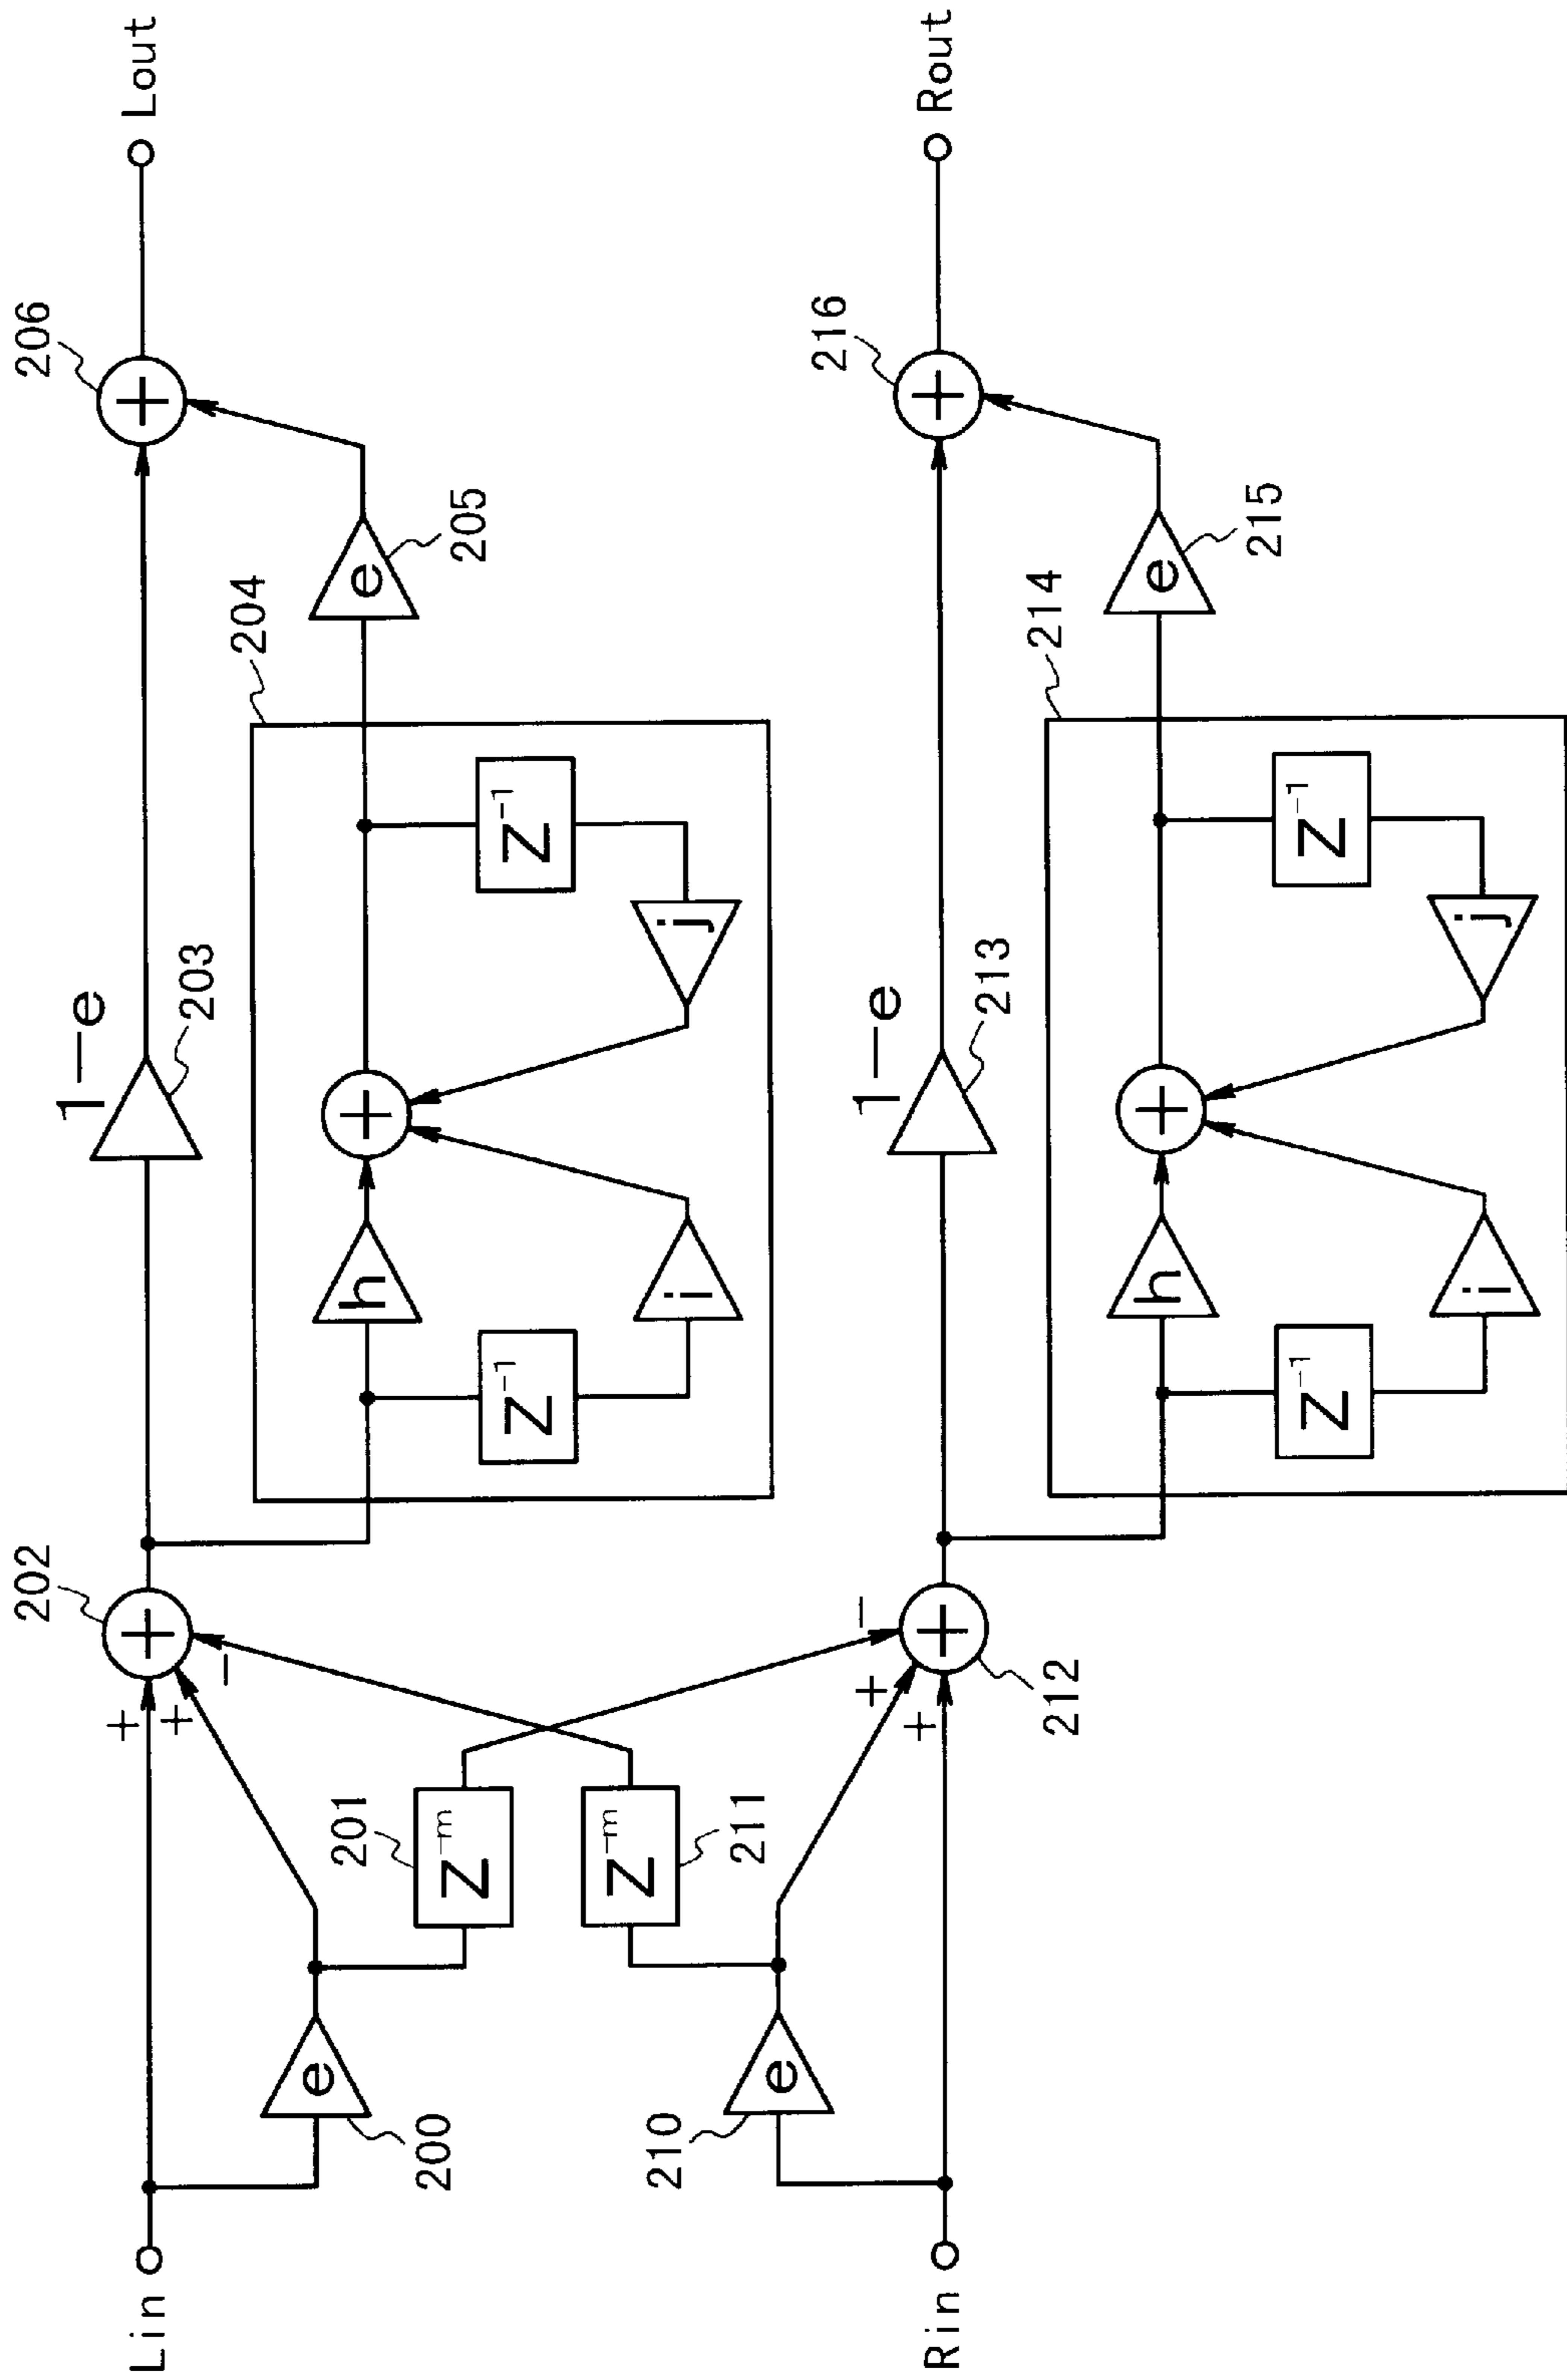 Lin
e
200
+
+
-
+
202
Z⁻ᵐ
201
1-e
203
h
Z⁻¹
i
+
Z⁻¹
j
204
e
205
+
206
Lout
Rin
e
210
Z⁻ᵐ
211
+
+
-
+
212
1-e
213
h
Z⁻¹
i
+
Z⁻¹
j
214
e
215
+
216
Rout